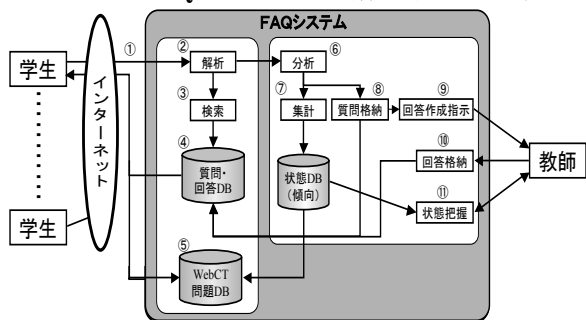 FAQシステム
学生
学生
インターネット
①
②
解析
③
検索
④
質問・
回答DB
⑤
WebCT
問題DB
⑥
分析
⑦
集計
状態DB
(傾向)
⑧
質問格納
⑨
回答作成指示
⑩
回答格納
⑪
状態把握
教師